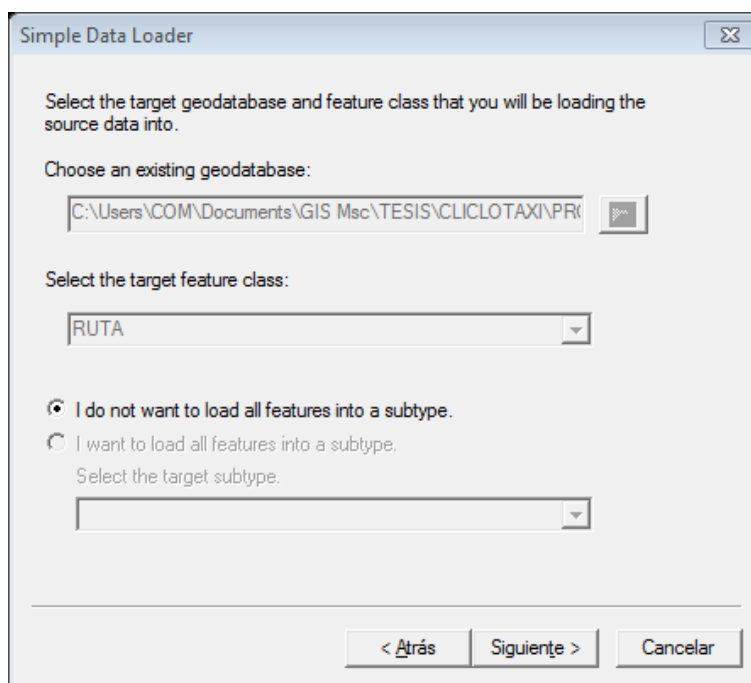 Simple Data Loader
Select the target geodatabase and feature class that you will be loading the
source data into.
Choose an existing geodatabase:
C:\Users\COM\Documents\GIS Msc\TESIS\CLICLOTAXI\PR
Select the target feature class:
RUTA
I do not want to load all features into a subtype.
I want to load all features into a subtype.
Select the target subtype.
< Atrás
Siguiente >
Cancelar